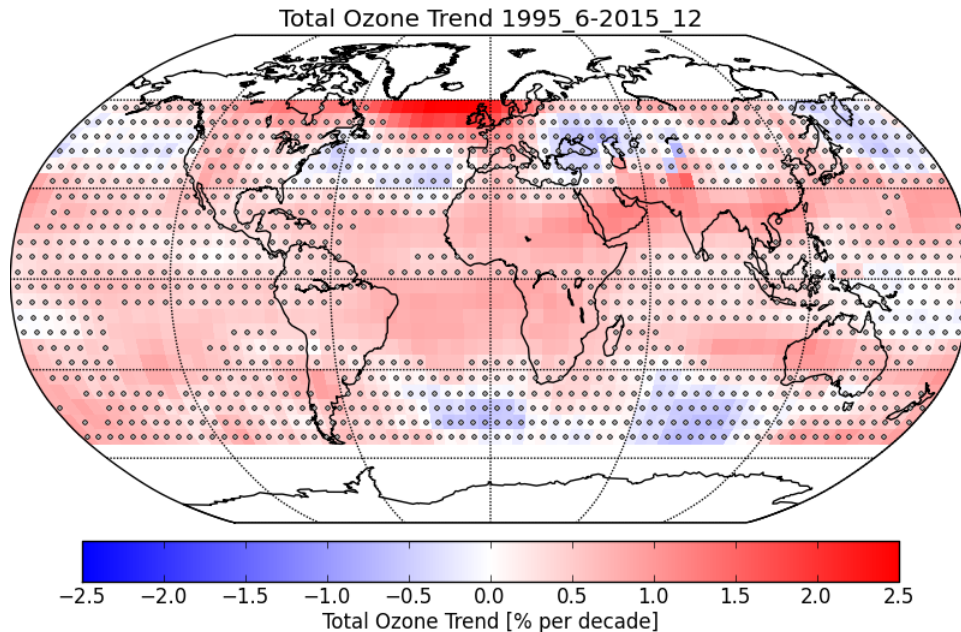 Total Ozone Trend 1995_6-2015_12
−2.5 −2.0 −1.5 −1.0 −0.5 0.0 0.5 1.0 1.5 2.0 2.5
Total Ozone Trend [% per decade]